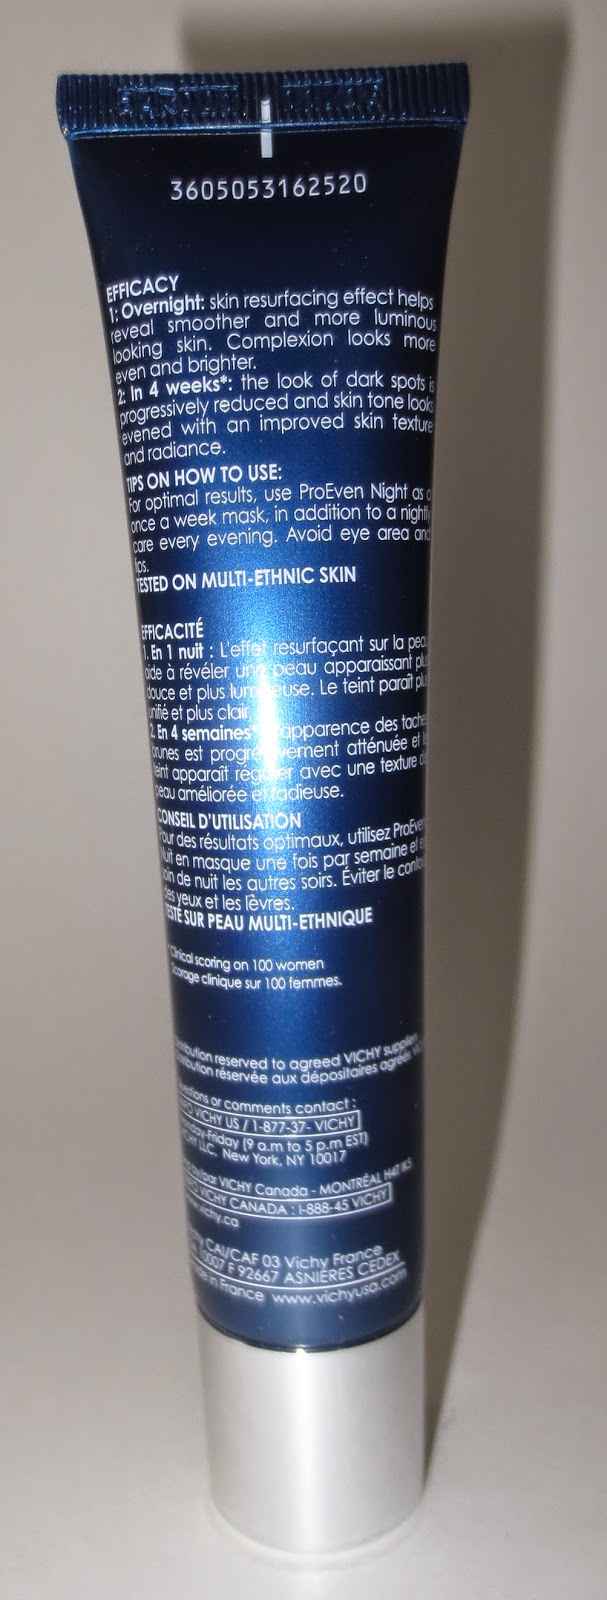 3605053162520
EFFICACY
1: Overnight: skin resurfacing effect helps
reveal smoother and more luminous
looking skin. Complexion looks more
even and brighter.
2: In 4 weeks*: the look of dark spots is
progressively reduced and skin tone looks
evened with an improved skin texture
and radiance.
TIPS ON HOW TO USE:
For optimal results, use ProEven Night as a
once a week mask, in addition to a nightly
care every evening. Avoid eye area and
lips.
TESTED ON MULTI-ETHNIC SKIN
EFFICACITÉ
1. En 1 nuit : L'effet resurfaçant sur la peau
aide à révéler une peau apparaissant plus
douce et plus lumineuse. Le teint paraît plus
unifié et plus clair.
2. En 4 semaines* apparence des taches
brunes est progressivement atténuée et
teint apparaît régulier avec une texture de
peau améliorée et radieuse.
CONSEIL D'UTILISATION
Pour des résultats optimaux, utilisez ProEven
Nuit en masque une fois par semaine et en
soin de nuit les autres soirs. Éviter le contour
des yeux et les lèvres.
TESTÉ SUR PEAU MULTI-ETHNIQUE
* Clinical scoring on 100 women
Scorage clinique sur 100 femmes.
Distribution reserved to agreed VICHY suppliers
Distribution réservée aux dépositaires agréés
Questions or comments contact :
VICHY US / 1-877-37- VICHY
Monday-Friday (9 a.m to 5 p.m EST)
VICHY LLC, New York, NY 10017
by/par VICHY Canada - MONTRÉAL H4T 1K5
VICHY CANADA : 1-888-45 VICHY
vichy.ca
Vichy CAI/CAF 03 Vichy France
10007 F 92667 ASNIÈRES CEDEX
Made in France www.vichyusa.com